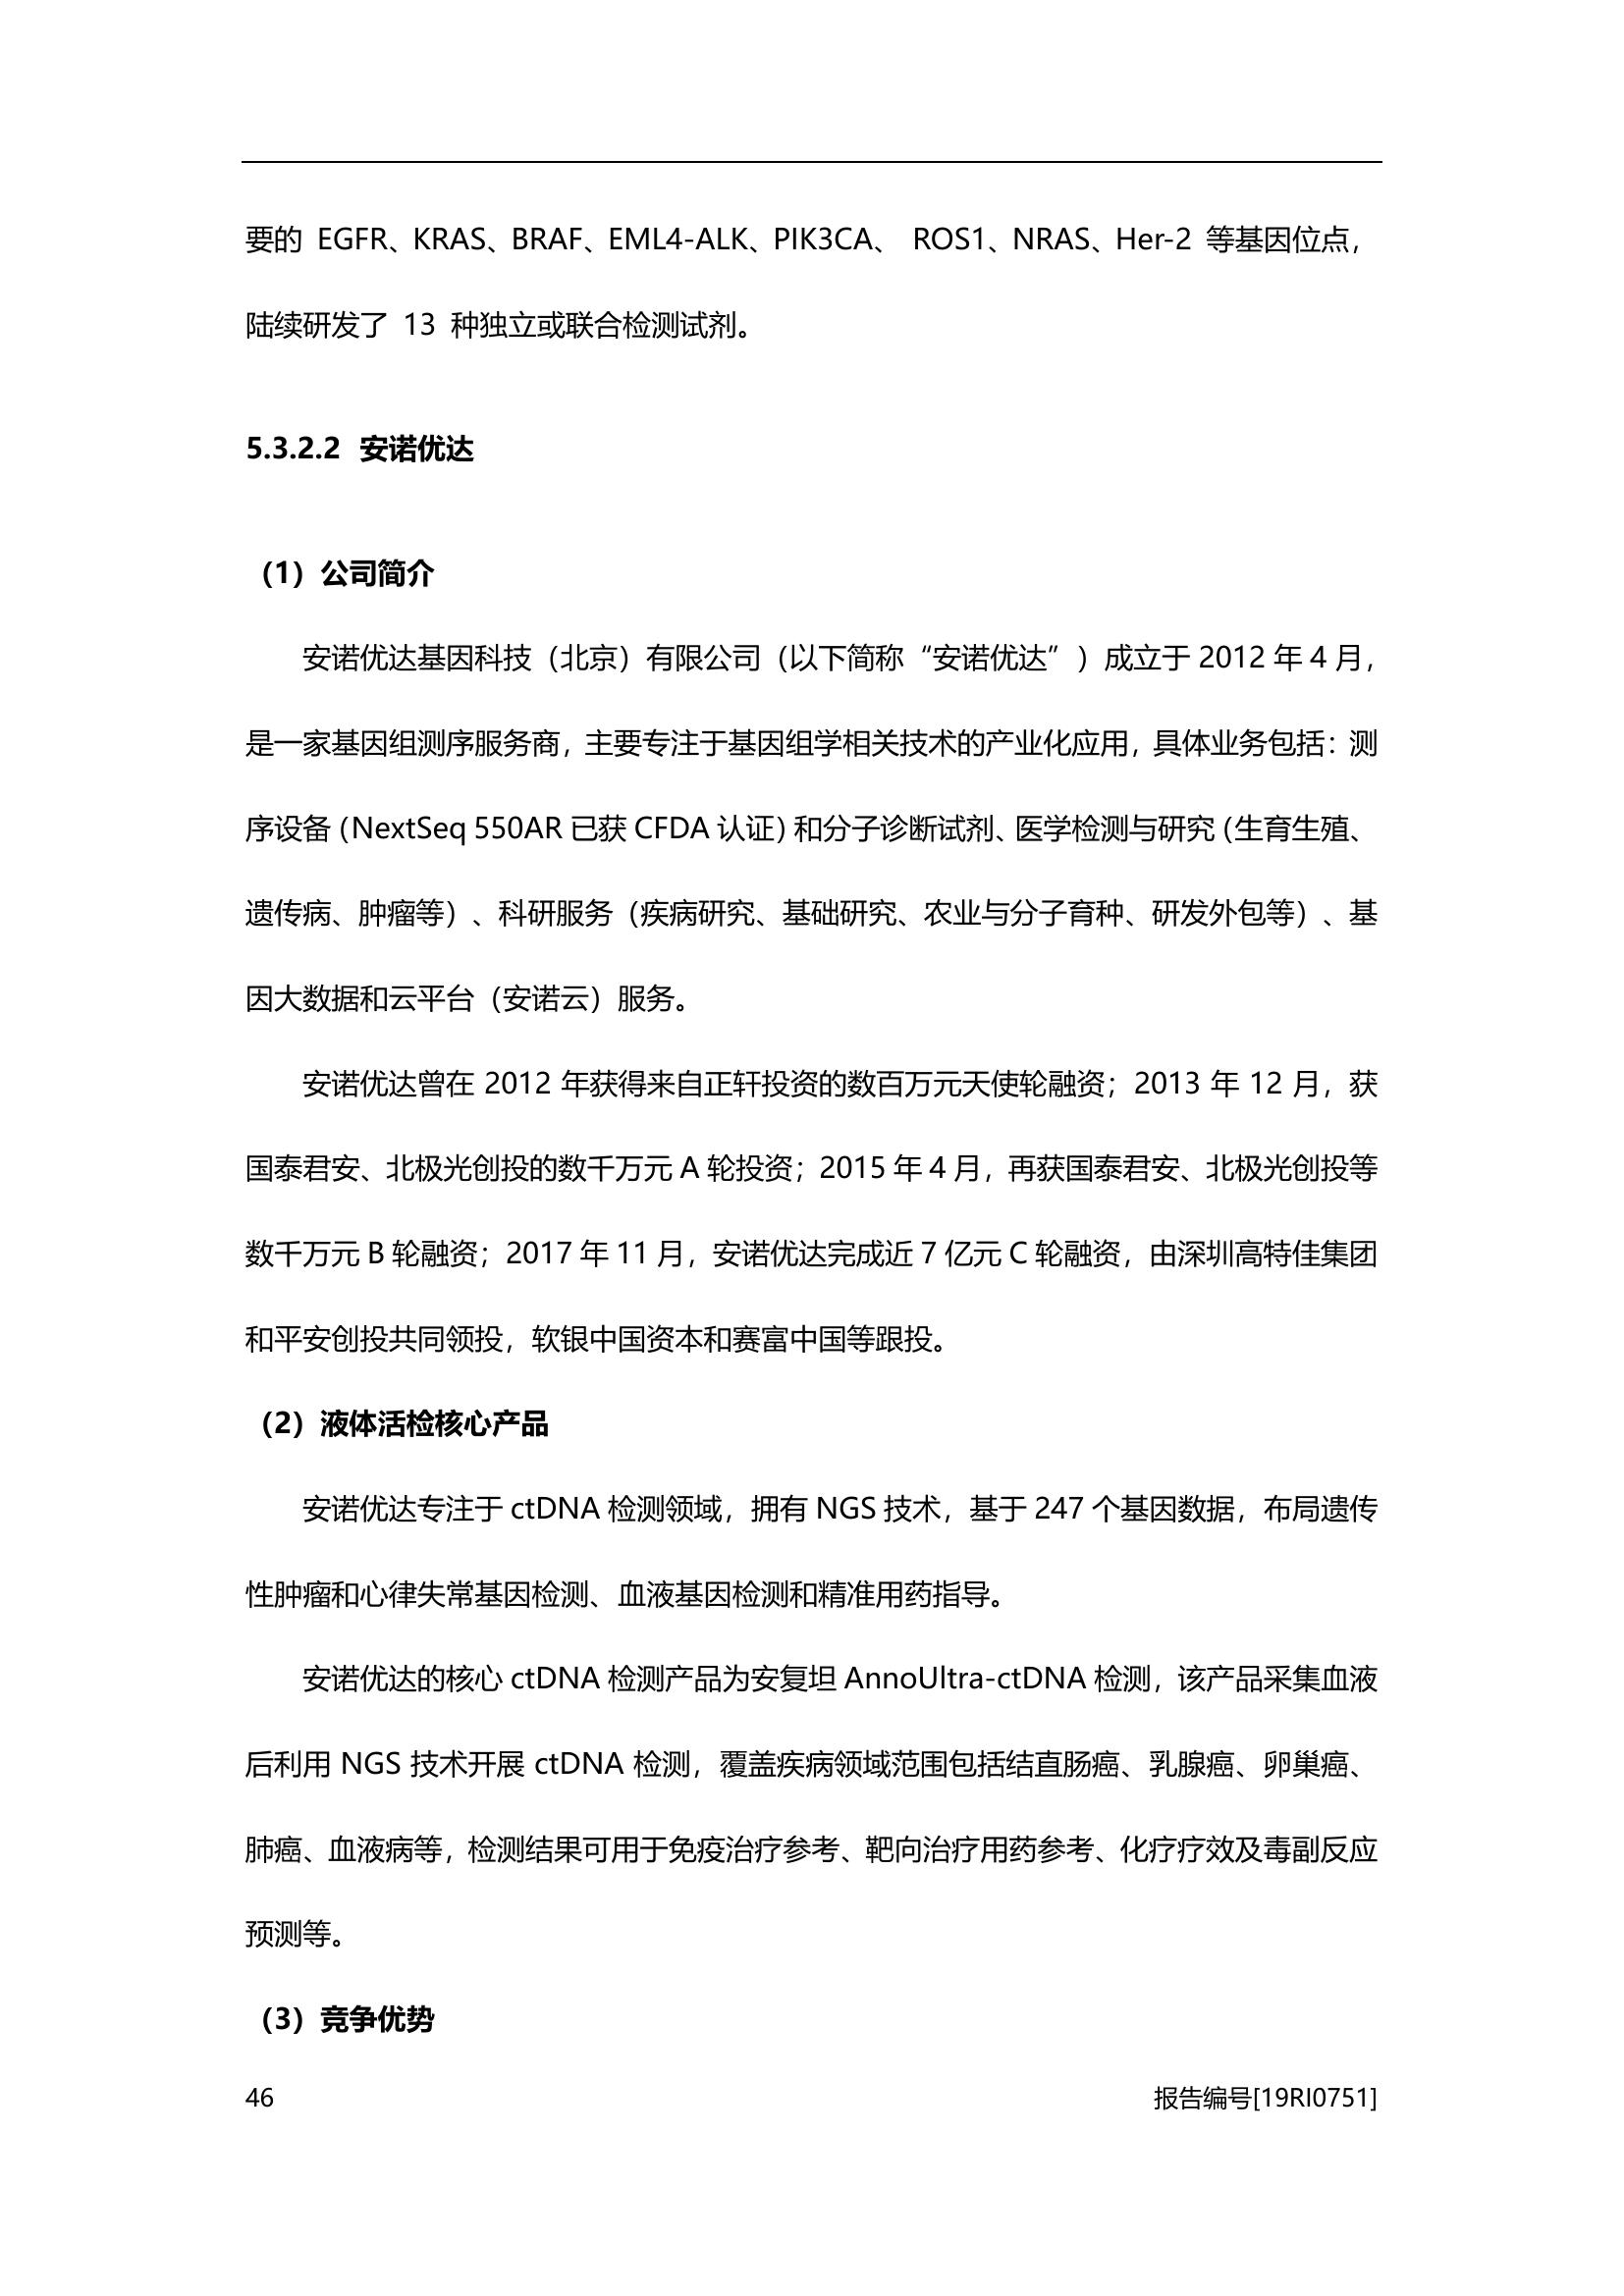 要的 EGFR、KRAS、BRAF、EML4-ALK、PIK3CA、 ROS1、NRAS、Her-2 等基因位点，
陆续研发了 13 种独立或联合检测试剂。
5.3.2.2 安诺优达
（1）公司简介
安诺优达基因科技（北京）有限公司（以下简称“安诺优达”）成立于 2012 年 4 月，
是一家基因组测序服务商，主要专注于基因组学相关技术的产业化应用，具体业务包括：测
序设备（NextSeq 550AR 已获 CFDA 认证）和分子诊断试剂、医学检测与研究（生育生殖、
遗传病、肿瘤等）、科研服务（疾病研究、基础研究、农业与分子育种、研发外包等）、基
因大数据和云平台（安诺云）服务。
安诺优达曾在 2012 年获得来自正轩投资的数百万元天使轮融资；2013 年 12 月，获
国泰君安、北极光创投的数千万元 A 轮投资；2015 年 4 月，再获国泰君安、北极光创投等
数千万元 B 轮融资；2017 年 11 月，安诺优达完成近 7 亿元 C 轮融资，由深圳高特佳集团
和平安创投共同领投，软银中国资本和赛富中国等跟投。
（2）液体活检核心产品
安诺优达专注于 ctDNA 检测领域，拥有 NGS 技术，基于 247 个基因数据，布局遗传
性肿瘤和心律失常基因检测、血液基因检测和精准用药指导。
安诺优达的核心 ctDNA 检测产品为安复坦 AnnoUltra-ctDNA 检测，该产品采集血液
后利用 NGS 技术开展 ctDNA 检测，覆盖疾病领域范围包括结直肠癌、乳腺癌、卵巢癌、
肺癌、血液病等，检测结果可用于免疫治疗参考、靶向治疗用药参考、化疗疗效及毒副反应
预测等。
（3）竞争优势
46 报告编号[19RI0751]